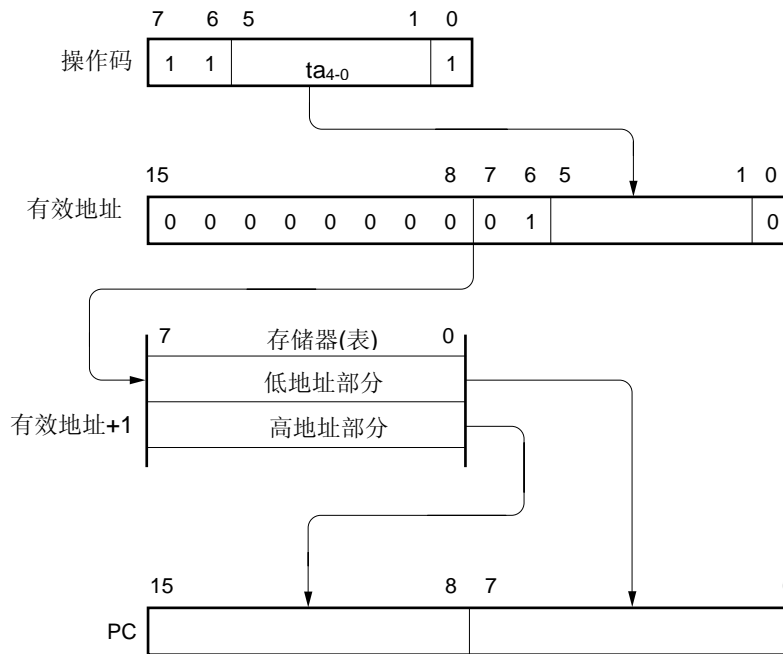 7 6 5 1 0
操作码 1 1 ta4-0 1
15 8 7 6 5 1 0
有效地址 0 0 0 0 0 0 0 0 0 1 0
7 存储器(表) 0
低地址部分
有效地址+1 高地址部分
15 8 7
PC